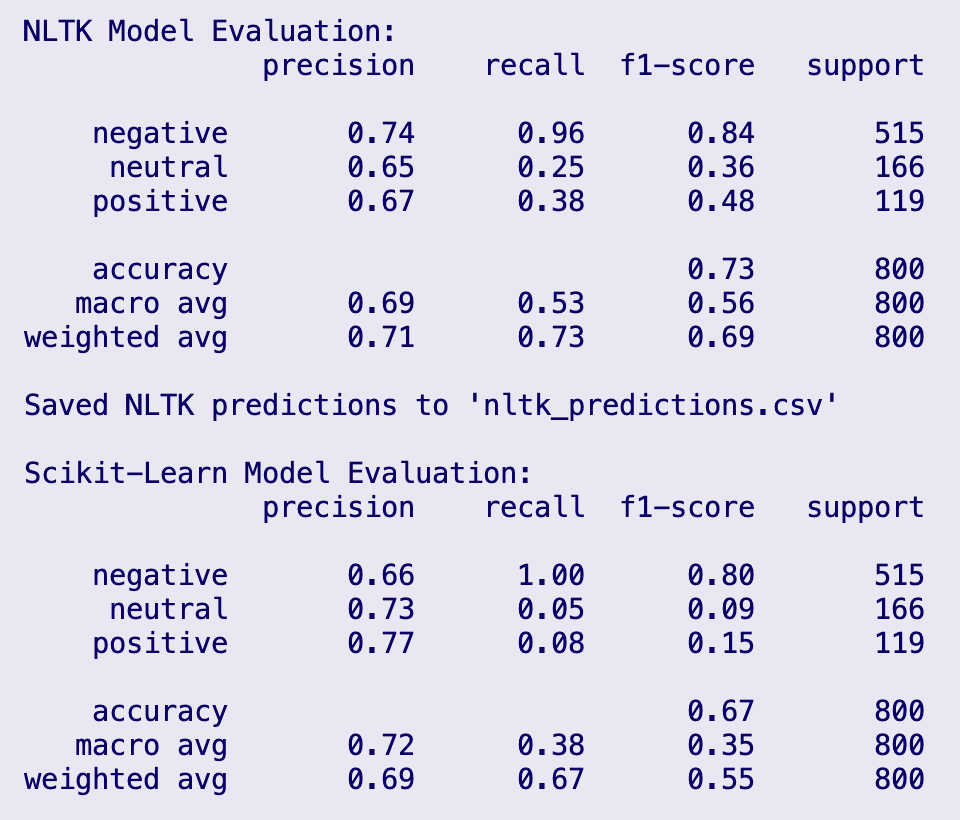 NLTK Model Evaluation:
              precision    recall  f1-score   support

    negative       0.74      0.96      0.84       515
     neutral       0.65      0.25      0.36       166
    positive       0.67      0.38      0.48       119

    accuracy                           0.73       800
   macro avg       0.69      0.53      0.56       800
weighted avg       0.71      0.73      0.69       800

Saved NLTK predictions to 'nltk_predictions.csv'

Scikit-Learn Model Evaluation:
              precision    recall  f1-score   support

    negative       0.66      1.00      0.80       515
     neutral       0.73      0.05      0.09       166
    positive       0.77      0.08      0.15       119

    accuracy                           0.67       800
   macro avg       0.72      0.38      0.35       800
weighted avg       0.69      0.67      0.55       800